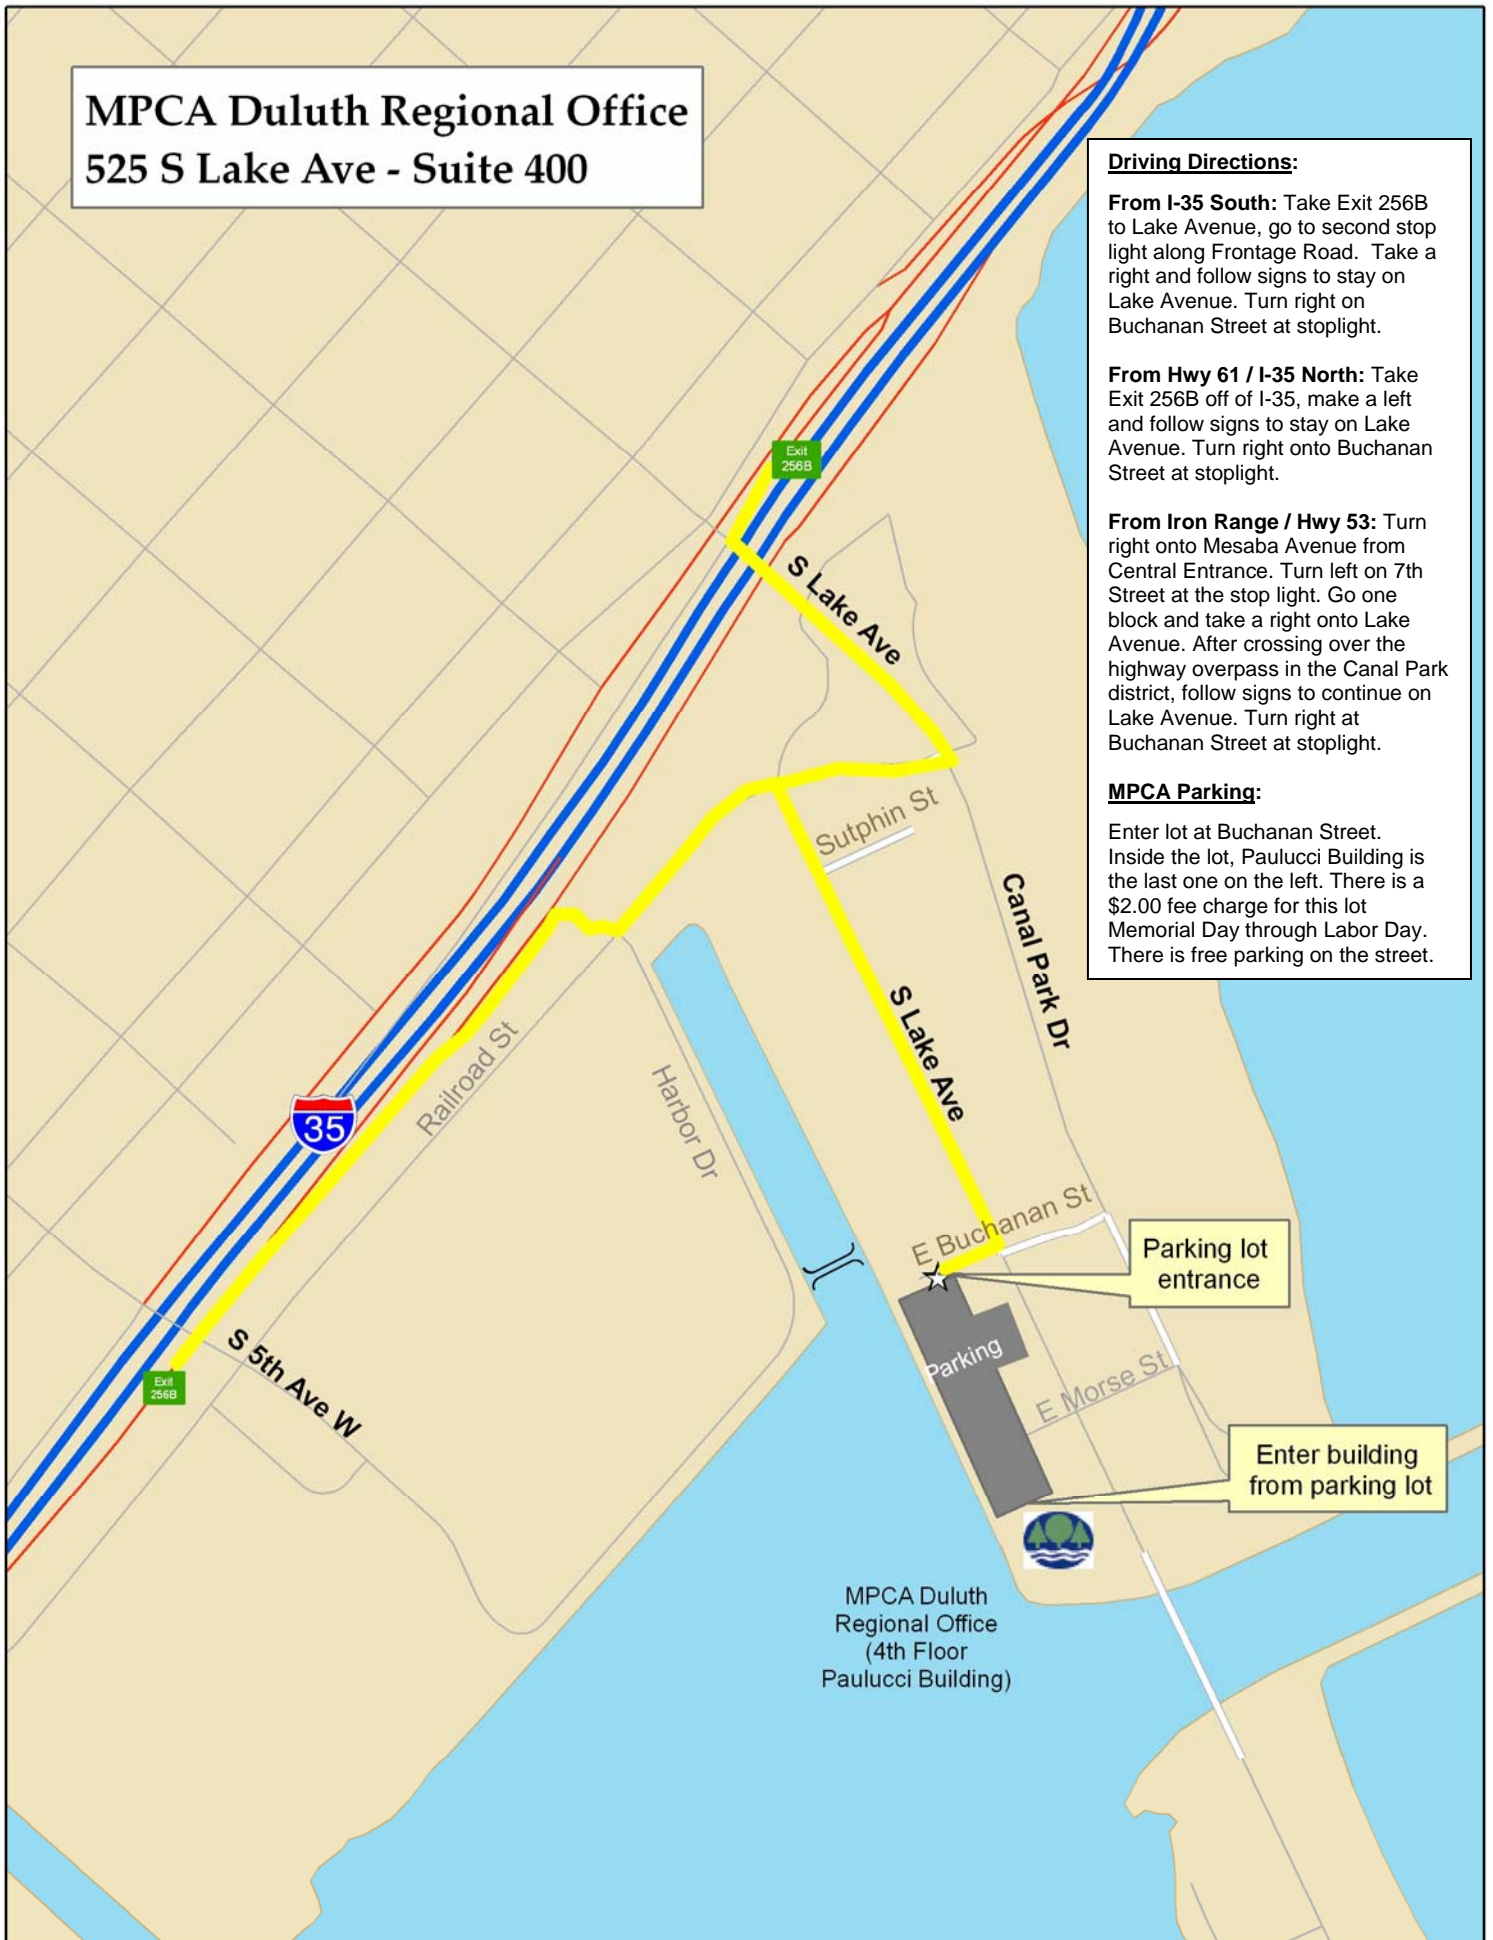 MPCA Duluth Regional Office
525 S Lake Ave - Suite 400
Driving Directions:
From I-35 South: Take Exit 256B
to Lake Avenue, go to second stop
light along Frontage Road. Take a
right and follow signs to stay on
Lake Avenue. Turn right on
Buchanan Street at stoplight.
From Hwy 61 / I-35 North: Take
Exit 256B off of I-35, make a left
and follow signs to stay on Lake
Avenue. Turn right onto Buchanan
Street at stoplight.
From Iron Range / Hwy 53: Turn
right onto Mesaba Avenue from
Central Entrance. Turn left on 7th
Street at the stop light. Go one
block and take a right onto Lake
Avenue. After crossing over the
highway overpass in the Canal Park
district, follow signs to continue on
Lake Avenue. Turn right at
Buchanan Street at stoplight.
MPCA Parking:
Enter lot at Buchanan Street.
Inside the lot, Paulucci Building is
the last one on the left. There is a
$2.00 fee charge for this lot
Memorial Day through Labor Day.
There is free parking on the street.
Exit
256B
S Lake Ave
Sutphin St
Canal Park Dr
S Lake Ave
Railroad St
Harbor Dr
35
E Buchanan St
Parking lot
entrance
S 5th Ave W
Exit
256B
Parking
E Morse St
Enter building
from parking lot
MPCA Duluth
Regional Office
(4th Floor
Paulucci Building)